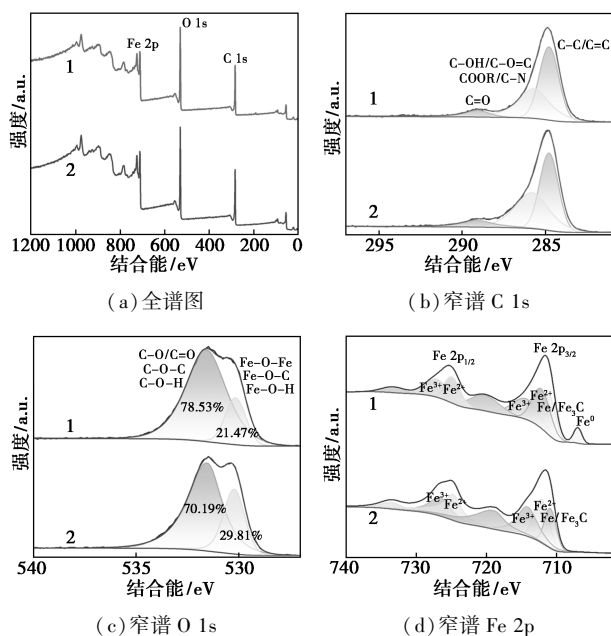 Fe 2p
O 1s
C 1s
1
2
强度/a.u.
1200 1000 800 600 400 200 0
结合能/eV
(a)全谱图
C-C/C=C
C-OH/C-O=C
COOR/C-N
C=O
1
2
强度/a.u.
295 290 285
结合能/eV
(b)窄谱 C 1s
C-O/C=O
C-O-C
C-O-H
Fe-O-Fe
Fe-O-C
Fe-O-H
78.53%
21.47%
1
70.19%
29.81%
2
强度/a.u.
540 535 530
结合能/eV
(c)窄谱 O 1s
Fe 2p3/2
Fe 2p1/2
Fe3+ Fe2+
Fe2+
Fe3+ Fe/Fe3C
Fe0
1
Fe3+
Fe2+
Fe2+
Fe3+ Fe/Fe3C
2
强度/a.u.
740 730 720 710
结合能/eV
(d)窄谱 Fe 2p